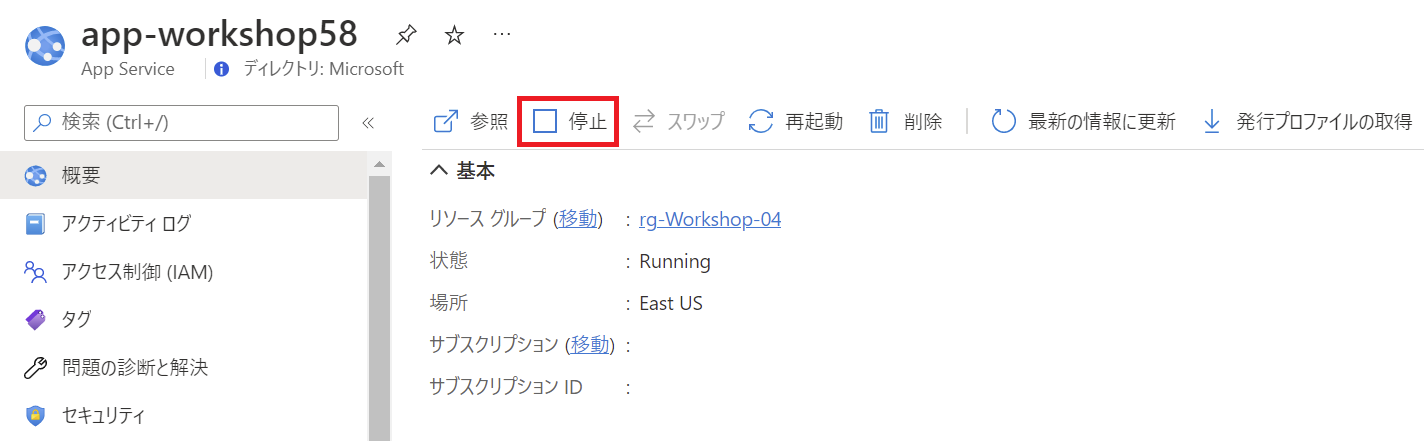 app-workshop58 ...
App Service ディレクトリ: Microsoft
検索 (Ctrl+/) «
概要
アクティビティ ログ
アクセス制御 (IAM)
タグ
問題の診断と解決
セキュリティ
参照 停止 スワップ 再起動 削除 最新の情報に更新 発行プロファイルの取得
基本
リソース グループ (移動) : rg-Workshop-04
状態 : Running
場所 : East US
サブスクリプション (移動) :
サブスクリプション ID :